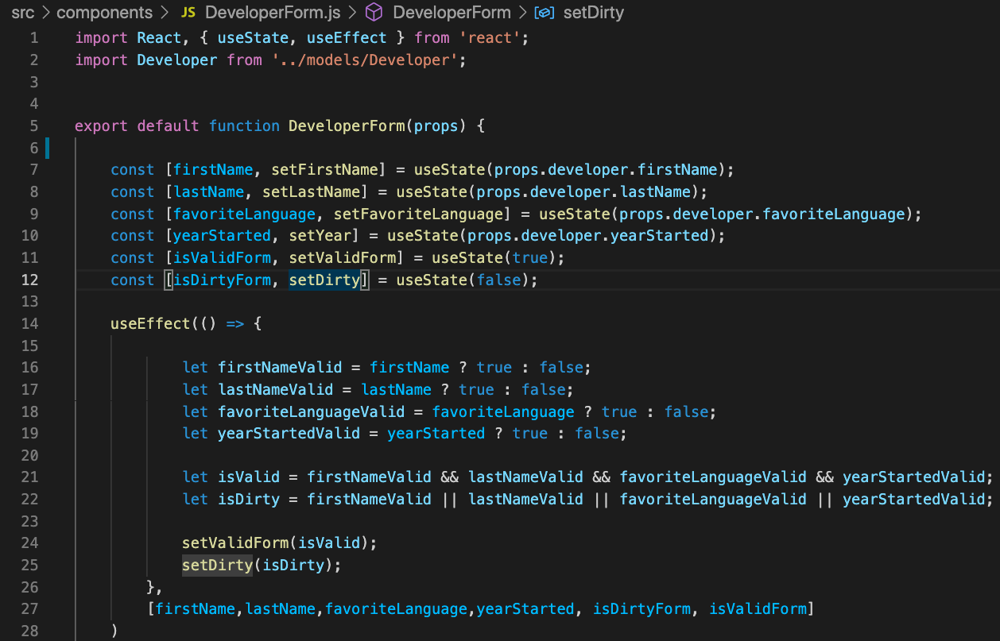 src > components > JS DeveloperForm.js > DeveloperForm > setDirty
1 import React, { useState, useEffect } from 'react';
2 import Developer from '../models/Developer';
3
4
5 export default function DeveloperForm(props) {
6
7 const [firstName, setFirstName] = useState(props.developer.firstName);
8 const [lastName, setLastName] = useState(props.developer.lastName);
9 const [favoriteLanguage, setFavoriteLanguage] = useState(props.developer.favoriteLanguage);
10 const [yearStarted, setYear] = useState(props.developer.yearStarted);
11 const [isValidForm, setValidForm] = useState(true);
12 const [isDirtyForm, setDirty] = useState(false);
13
14 useEffect(() => {
15
16 let firstNameValid = firstName ? true : false;
17 let lastNameValid = lastName ? true : false;
18 let favoriteLanguageValid = favoriteLanguage ? true : false;
19 let yearStartedValid = yearStarted ? true : false;
20
21 let isValid = firstNameValid && lastNameValid && favoriteLanguageValid && yearStartedValid;
22 let isDirty = firstNameValid || lastNameValid || favoriteLanguageValid || yearStartedValid;
23
24 setValidForm(isValid);
25 setDirty(isDirty);
26 },
27 [firstName,lastName,favoriteLanguage,yearStarted, isDirtyForm, isValidForm]
28 )